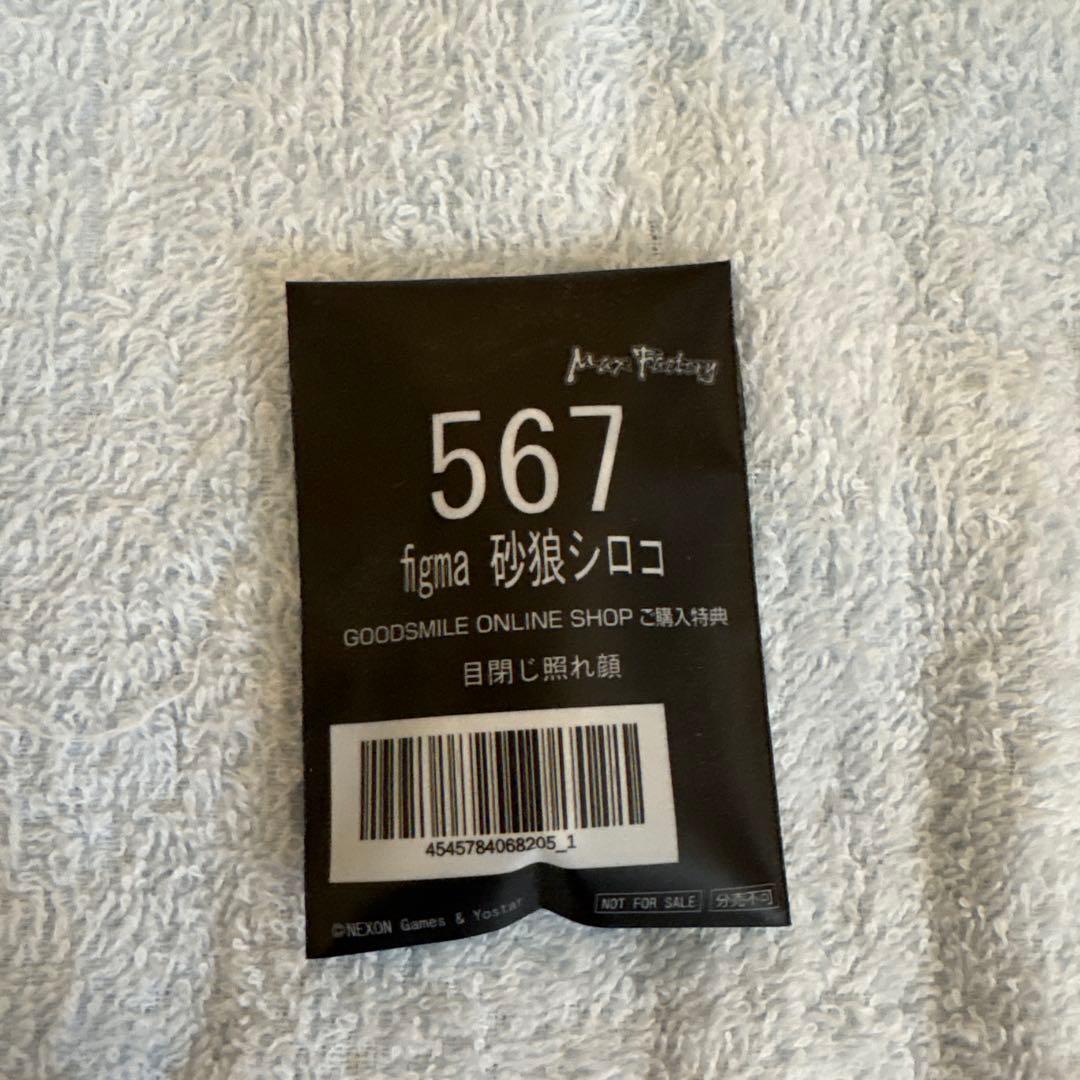 Max Factory
567
figma 砂狼シロコ
GOODSMILE ONLINE SHOP ご購入特典
目閉じ照れ顔
4545784068205_1
NOT FOR SALE 分売不可
©NEXON Games & Yostar